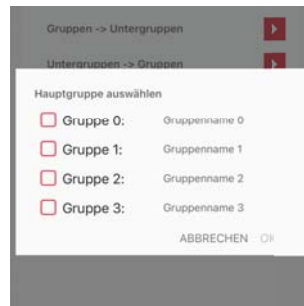 Gruppen -> Untergruppen
Untergruppen -> Gruppen
Hauptgruppe auswählen
Gruppe 0: Gruppenname 0
Gruppe 1: Gruppenname 1
Gruppe 2: Gruppenname 2
Gruppe 3: Gruppenname 3
ABBRECHEN OK